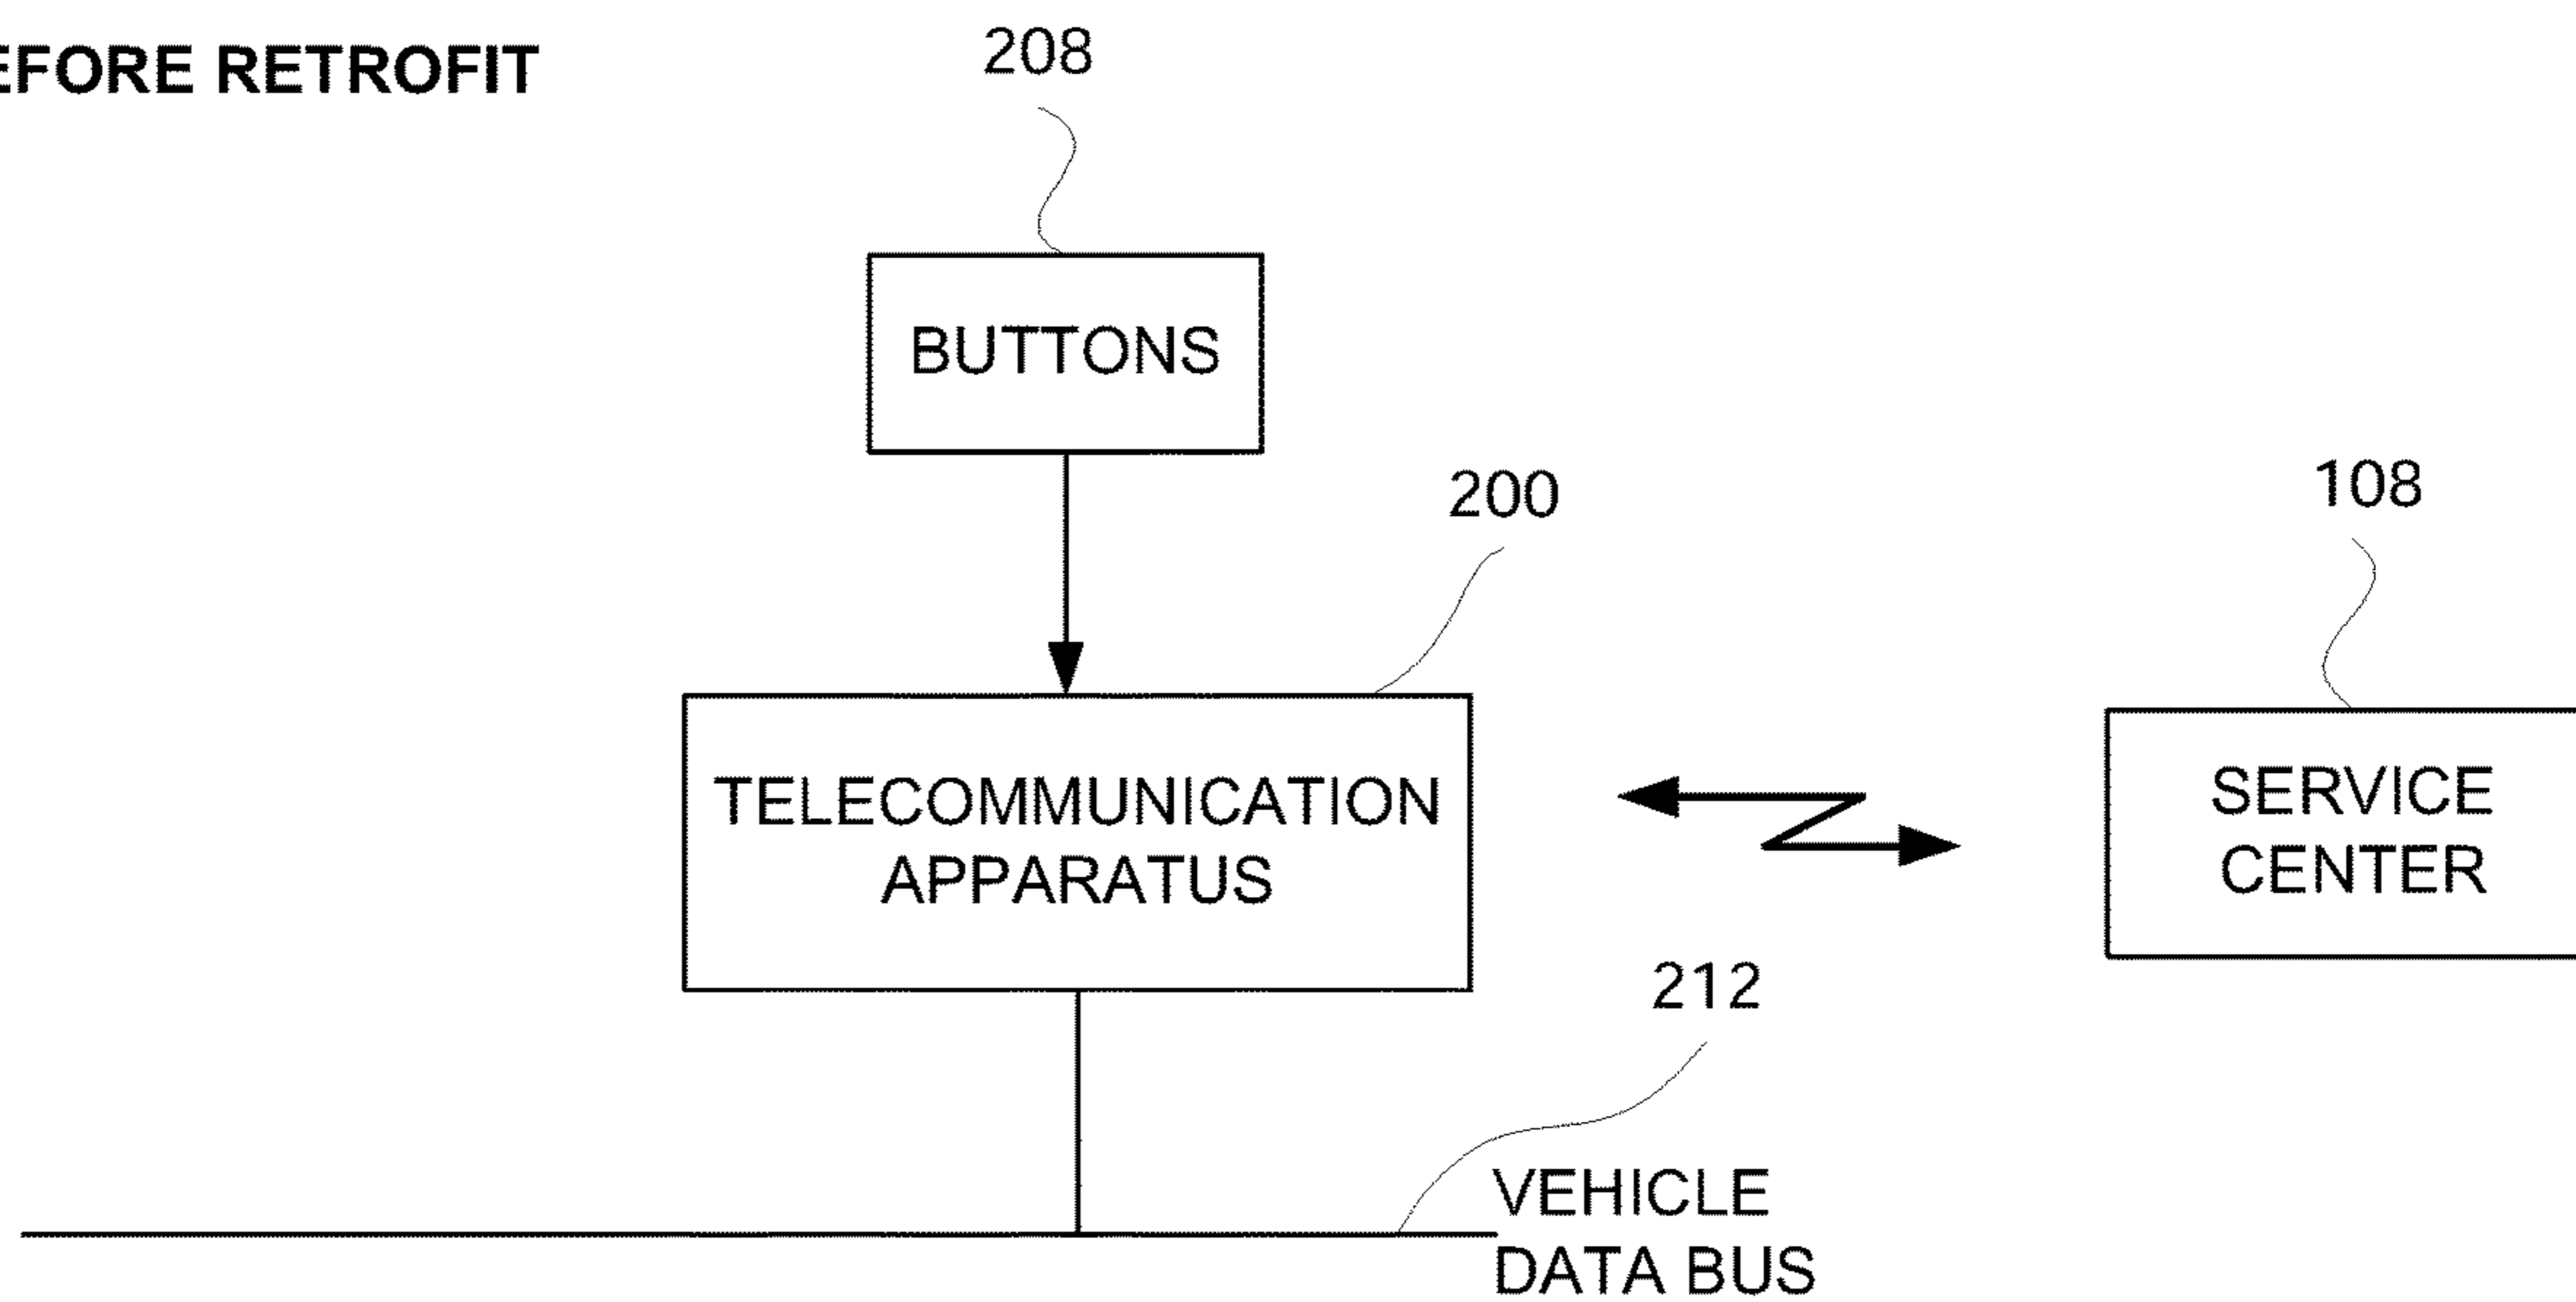 EFORE RETROFIT
208
BUTTONS
200
108
TELECOMMUNICATION
APPARATUS
SERVICE
CENTER
212
VEHICLE
DATA BUS